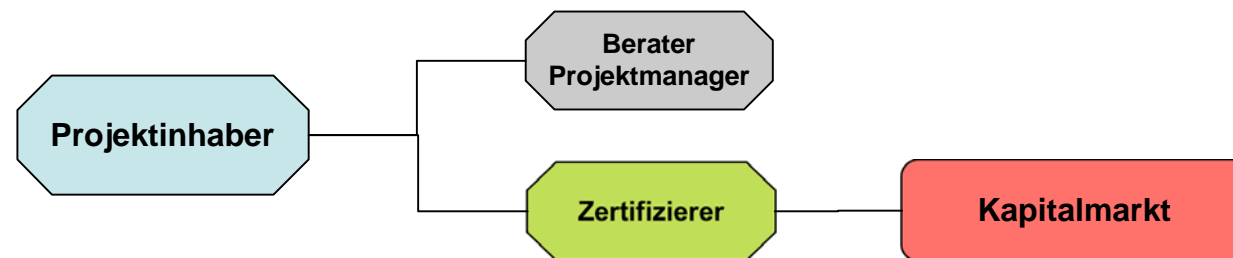 Projektinhaber
Berater
Projektmanager
Zertifizierer
Kapitalmarkt